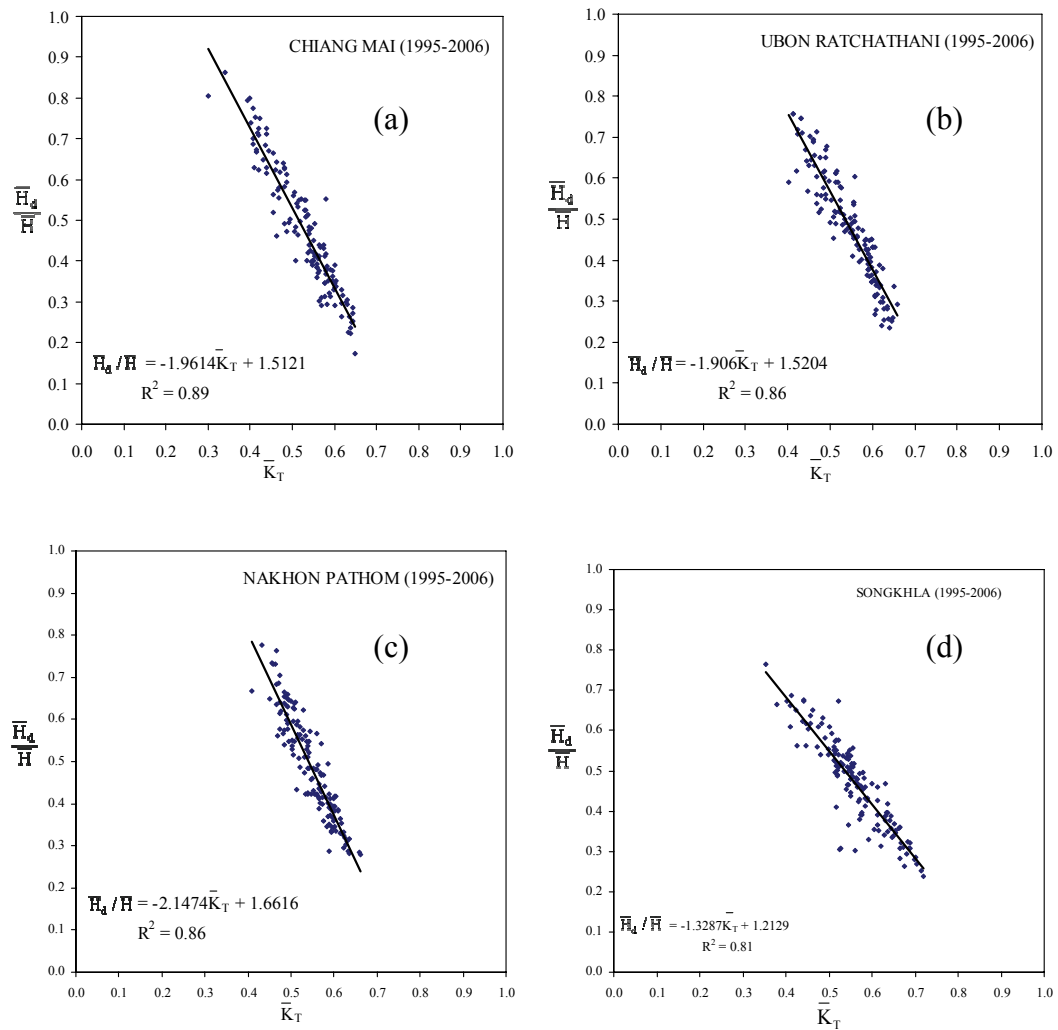 CHIANG MAI (1995-2006)
(a)
H̅d
H̅
1.0
0.9
0.8
0.7
0.6
0.5
0.4
0.3
0.2
0.1
0.0
H̅d / H̅ = -1.9614K̅T + 1.5121
R² = 0.89
0.0 0.1 0.2 0.3 0.4 0.5 0.6 0.7 0.8 0.9 1.0
K̅T
UBON RATCHATHANI (1995-2006)
(b)
H̅d
H̅
1.0
0.9
0.8
0.7
0.6
0.5
0.4
0.3
0.2
0.1
0.0
H̅d / H̅ = -1.906K̅T + 1.5204
R² = 0.86
0.0 0.1 0.2 0.3 0.4 0.5 0.6 0.7 0.8 0.9 1.0
K̅T
NAKHON PATHOM (1995-2006)
(c)
H̅d
H̅
1.0
0.9
0.8
0.7
0.6
0.5
0.4
0.3
0.2
0.1
0.0
H̅d / H̅ = -2.1474K̅T + 1.6616
R² = 0.86
0.0 0.1 0.2 0.3 0.4 0.5 0.6 0.7 0.8 0.9 1.0
K̅T
SONGKHLA (1995-2006)
(d)
H̅d
H̅
1.0
0.9
0.8
0.7
0.6
0.5
0.4
0.3
0.2
0.1
0.0
H̅d / H̅ = -1.3287K̅T + 1.2129
R² = 0.81
0.0 0.1 0.2 0.3 0.4 0.5 0.6 0.7 0.8 0.9 1.0
K̅T